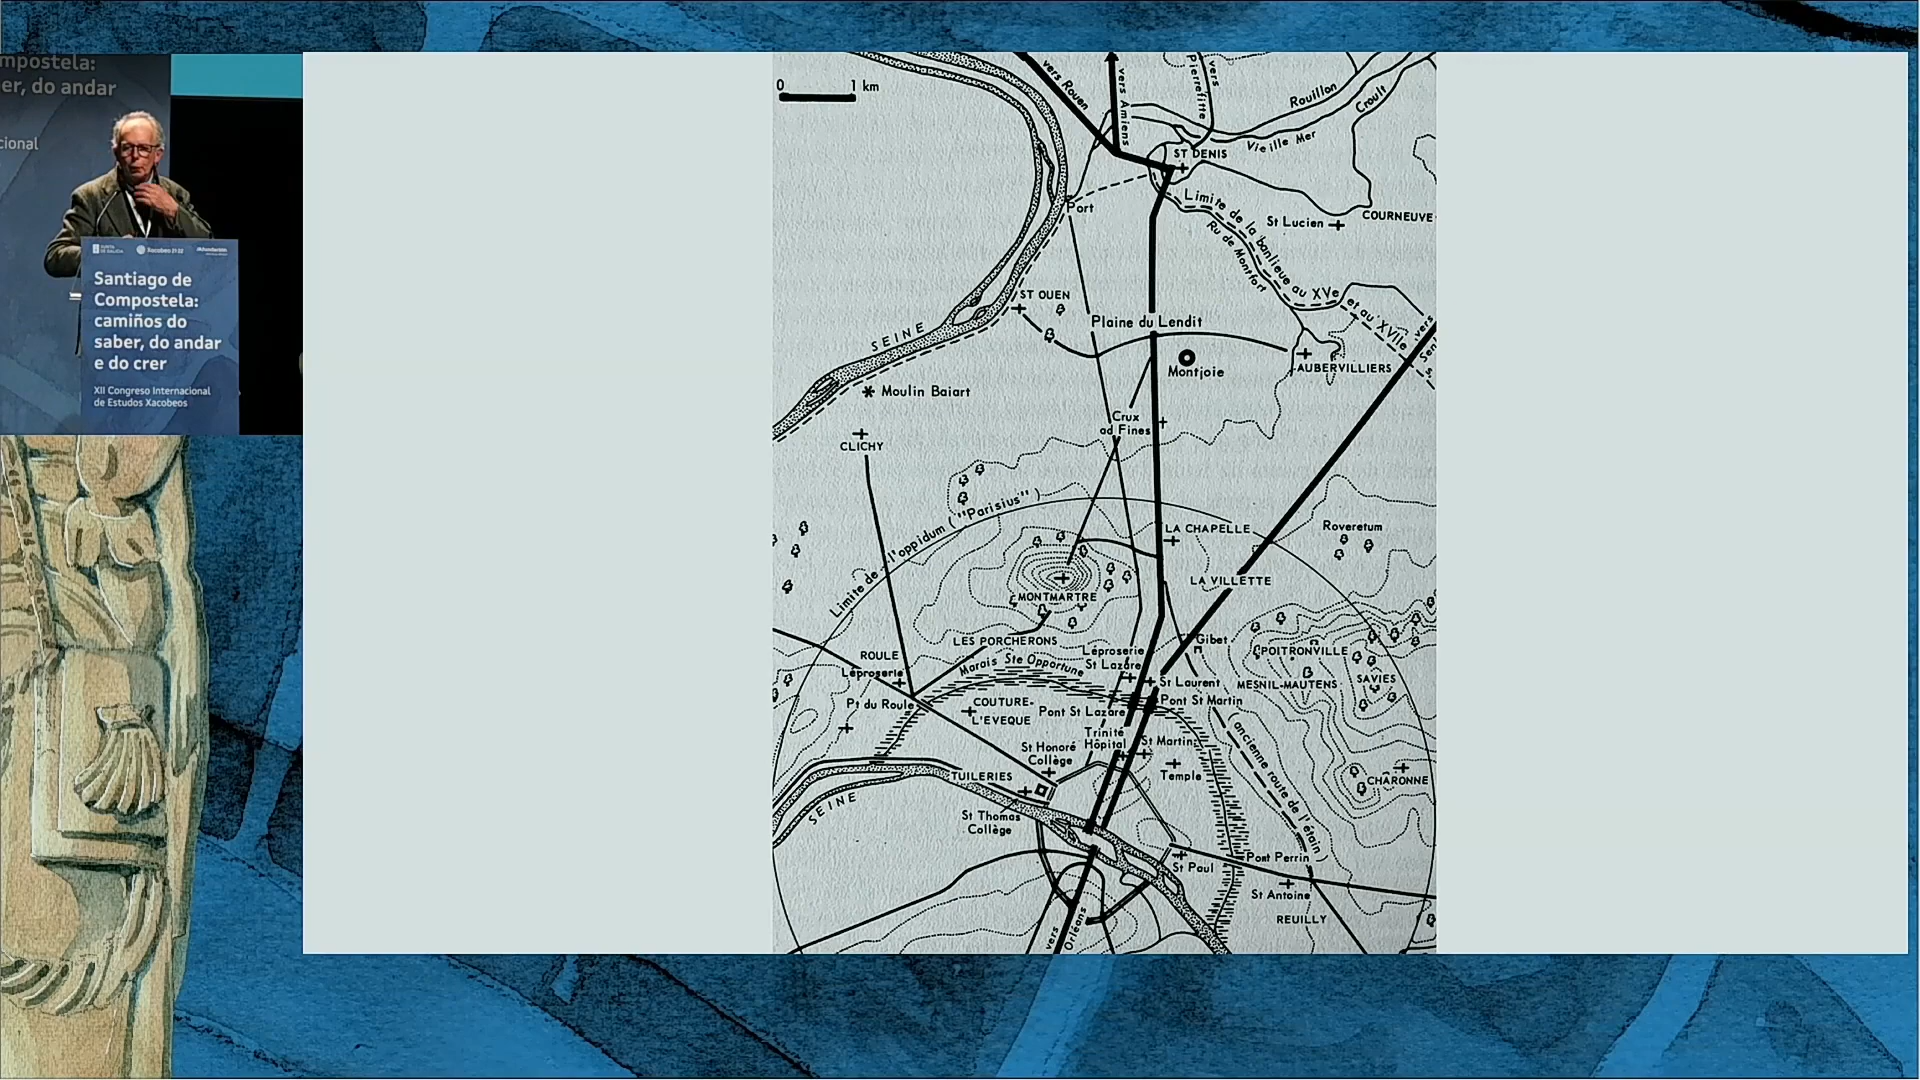 mpostela:
er, do andar
cional
Xacobeo 21·22
Santiago de
Compostela:
camiños do
saber, do andar
e do crer
XII Congreso Internacional
de Estudos Xacobeos
0 1 km
vers Rouen
vers Amiens
vers
Pierrefitte
Rouillon
Croult
Vieille Mer
ST DENIS
Port
Limite de la banlieue au XVe et au XVIIe s.
Ru de Montfort
St Lucien
COURNEUVE
vers
ST OUEN
Plaine du Lendit
SEINE
Montjoie
AUBERVILLIERS
Moulin Baiart
Crux
ad Fines
CLICHY
Limite de l'oppidum ("Parisius")
LA CHAPELLE
Roveretum
MONTMARTRE
LA VILLETTE
LES PORCHERONS
Gibet
ROULE
Léproserie
Marais Ste Opportune
Léproserie
St Lazare
POITRONVILLE
St Laurent
MESNIL-MAUTENS
SAVIES
Pt du Roule
COUTURE-
L'EVEQUE
Pont St Lazare
Pont St Martin
Trinité
Hôpital
St Martin
St Honoré
Collège
Temple
ancienne route de l'étain
TUILERIES
CHARONNE
SEINE
St Thomas
Collège
St Paul
Pont Perrin
St Antoine
REUILLY
vers
Orléans